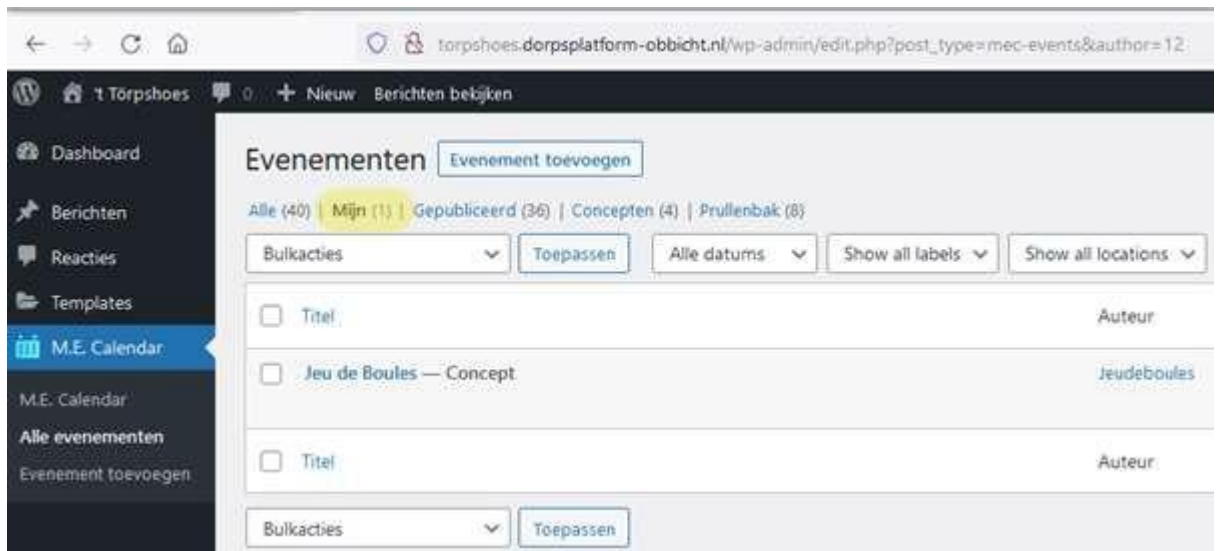 torpshoes.dorpsplatform-obbicht.nl/wp-admin/edit.php?post_type=mec-events&author=12
't Törpshoes 0 + Nieuw Berichten bekijken
Dashboard
Berichten
Reacties
Templates
M.E. Calendar
M.E. Calendar
Alle evenementen
Evenement toevoegen
Evenementen Evenement toevoegen
Alle (40) | Mijn (1) | Gepubliceerd (36) | Concepten (4) | Prullenbak (8)
Bulkacties Toepassen Alle datums Show all labels Show all locations
Titel Auteur
Jeu de Boules — Concept Jeudeboules
Titel Auteur
Bulkacties Toepassen